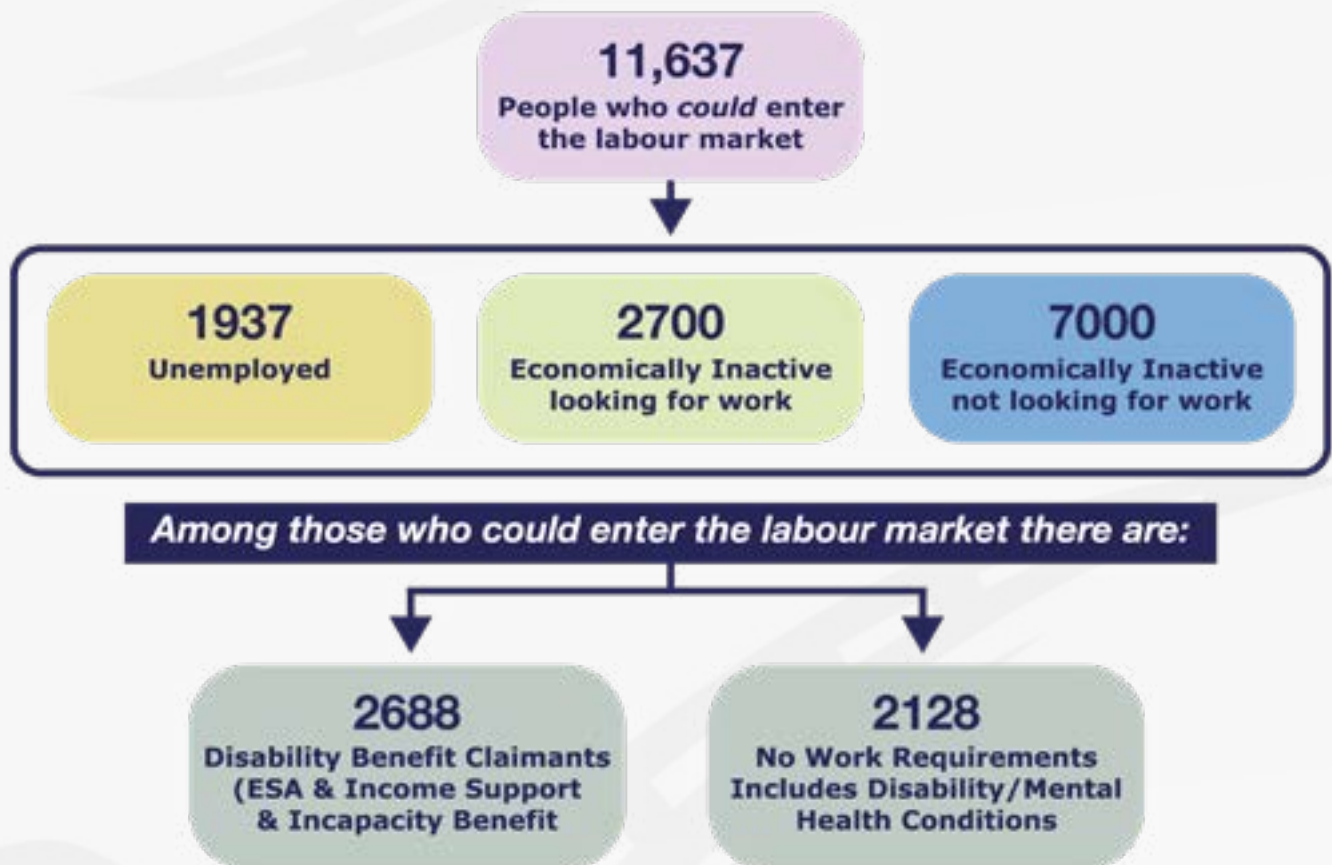 11,637
People who could enter
the labour market
1937
Unemployed
2700
Economically Inactive
looking for work
7000
Economically Inactive
not looking for work
Among those who could enter the labour market there are:
2688
Disability Benefit Claimants
(ESA & Income Support
& Incapacity Benefit
2128
No Work Requirements
Includes Disability/Mental
Health Conditions